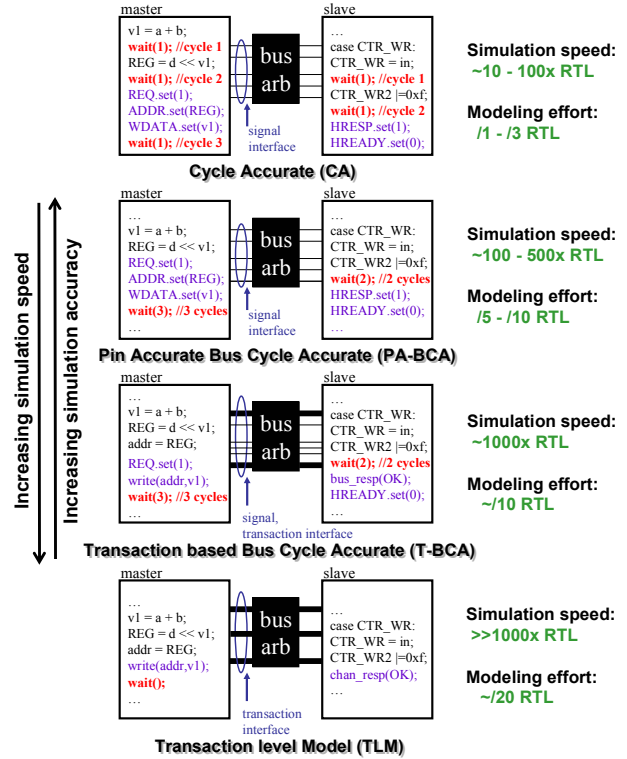 master
v1 = a + b;
wait(1); //cycle 1
REG = d << v1;
wait(1); //cycle 2
REQ.set(1);
ADDR.set(REG);
WDATA.set(v1);
wait(1); //cycle 3
bus
arb
signal
interface
slave
…
case CTR_WR:
CTR_WR = in;
wait(1); //cycle 1
CTR_WR2 |=0xf;
wait(1); //cycle 2
HRESP.set(1);
HREADY.set(0);
Simulation speed:
~10 - 100x RTL
Modeling effort:
/1 - /3 RTL
Cycle Accurate (CA)
Increasing simulation speed
Increasing simulation accuracy
master
…
v1 = a + b;
REG = d << v1;
REQ.set(1);
ADDR.set(REG);
WDATA.set(v1);
wait(3); //3 cycles
…
bus
arb
signal
interface
slave
…
case CTR_WR:
CTR_WR = in;
CTR_WR2 |=0xf;
wait(2); //2 cycles
HRESP.set(1);
HREADY.set(0);
…
Simulation speed:
~100 - 500x RTL
Modeling effort:
/5 - /10 RTL
Pin Accurate Bus Cycle Accurate (PA-BCA)
master
…
v1 = a + b;
REG = d << v1;
addr = REG;
REQ.set(1);
write(addr,v1);
wait(3); //3 cycles
…
bus
arb
signal,
transaction interface
slave
…
case CTR_WR:
CTR_WR = in;
CTR_WR2 |=0xf;
wait(2); //2 cycles
bus_resp(OK);
HREADY.set(0);
…
Simulation speed:
~1000x RTL
Modeling effort:
~/10 RTL
Transaction based Bus Cycle Accurate (T-BCA)
master
…
v1 = a + b;
REG = d << v1;
addr = REG;
write(addr,v1);
wait();
…
bus
arb
transaction
interface
slave
…
case CTR_WR:
CTR_WR = in;
CTR_WR2 |=0xf;
chan_resp(OK);
…
Simulation speed:
>>1000x RTL
Modeling effort:
~/20 RTL
Transaction level Model (TLM)